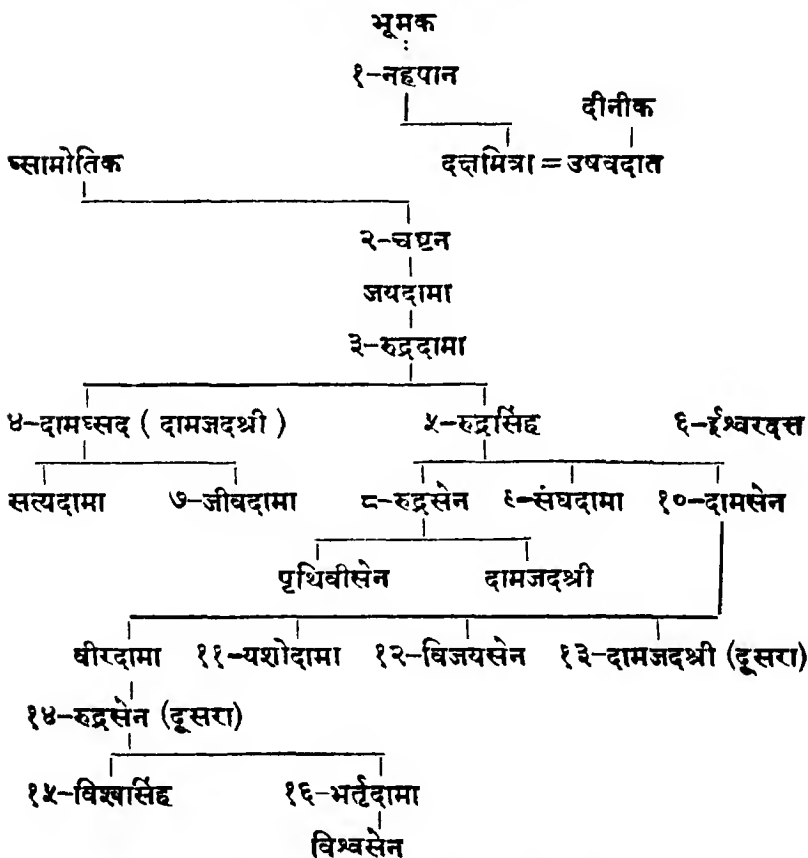 भूमक
:
१-नहपान
दीनीक
दत्तमित्रा = उषवदात
घ्सामोतिक
२-चष्टन
जयदामा
३-रुद्रदामा
४-दामघ्सद ( दामजदश्री ) ५-रुद्रसिंह ६-ईश्वरदत्त
सत्यदामा ७-जीवदामा ८-रुद्रसेन ९-संघदामा १०-दामसेन
पृथिवीसेन दामजदश्री
वीरदामा ११-यशोदामा १२-विजयसेन १३-दामजदश्री (दूसरा)
१४-रुद्रसेन (दूसरा)
१५-विश्वसिंह १६-भर्तृदामा
विश्वसेन